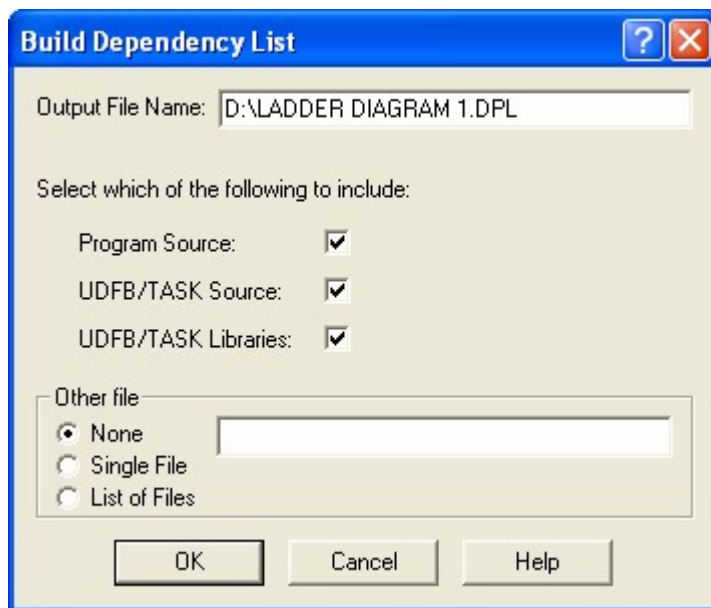 Build Dependency List
Output File Name: D:\LADDER DIAGRAM 1.DPL
Select which of the following to include:
Program Source:
UDFB/TASK Source:
UDFB/TASK Libraries:
Other file
None
Single File
List of Files
OK Cancel Help